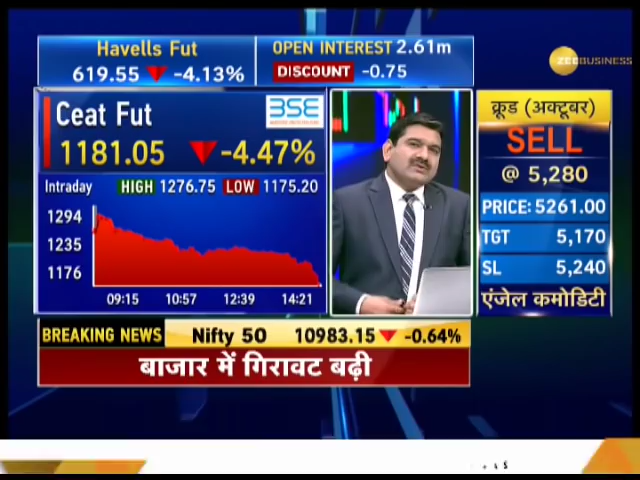 Havells Fut
619.55 -4.13%
OPEN INTEREST 2.61m
DISCOUNT -0.75
ZEEBUSINESS
Ceat Fut
BSE
1181.05 -4.47%
Intraday HIGH 1276.75 LOW 1175.20
1294
1235
1176
09:15 10:57 12:39 14:21
क्रूड (अक्टूबर)
SELL
@ 5,280
PRICE: 5261.00
TGT 5,170
SL 5,240
एंजेल कमोडिटी
BREAKING NEWS Nifty 50 10983.15 -0.64%
बाजार में गिरावट बढ़ी